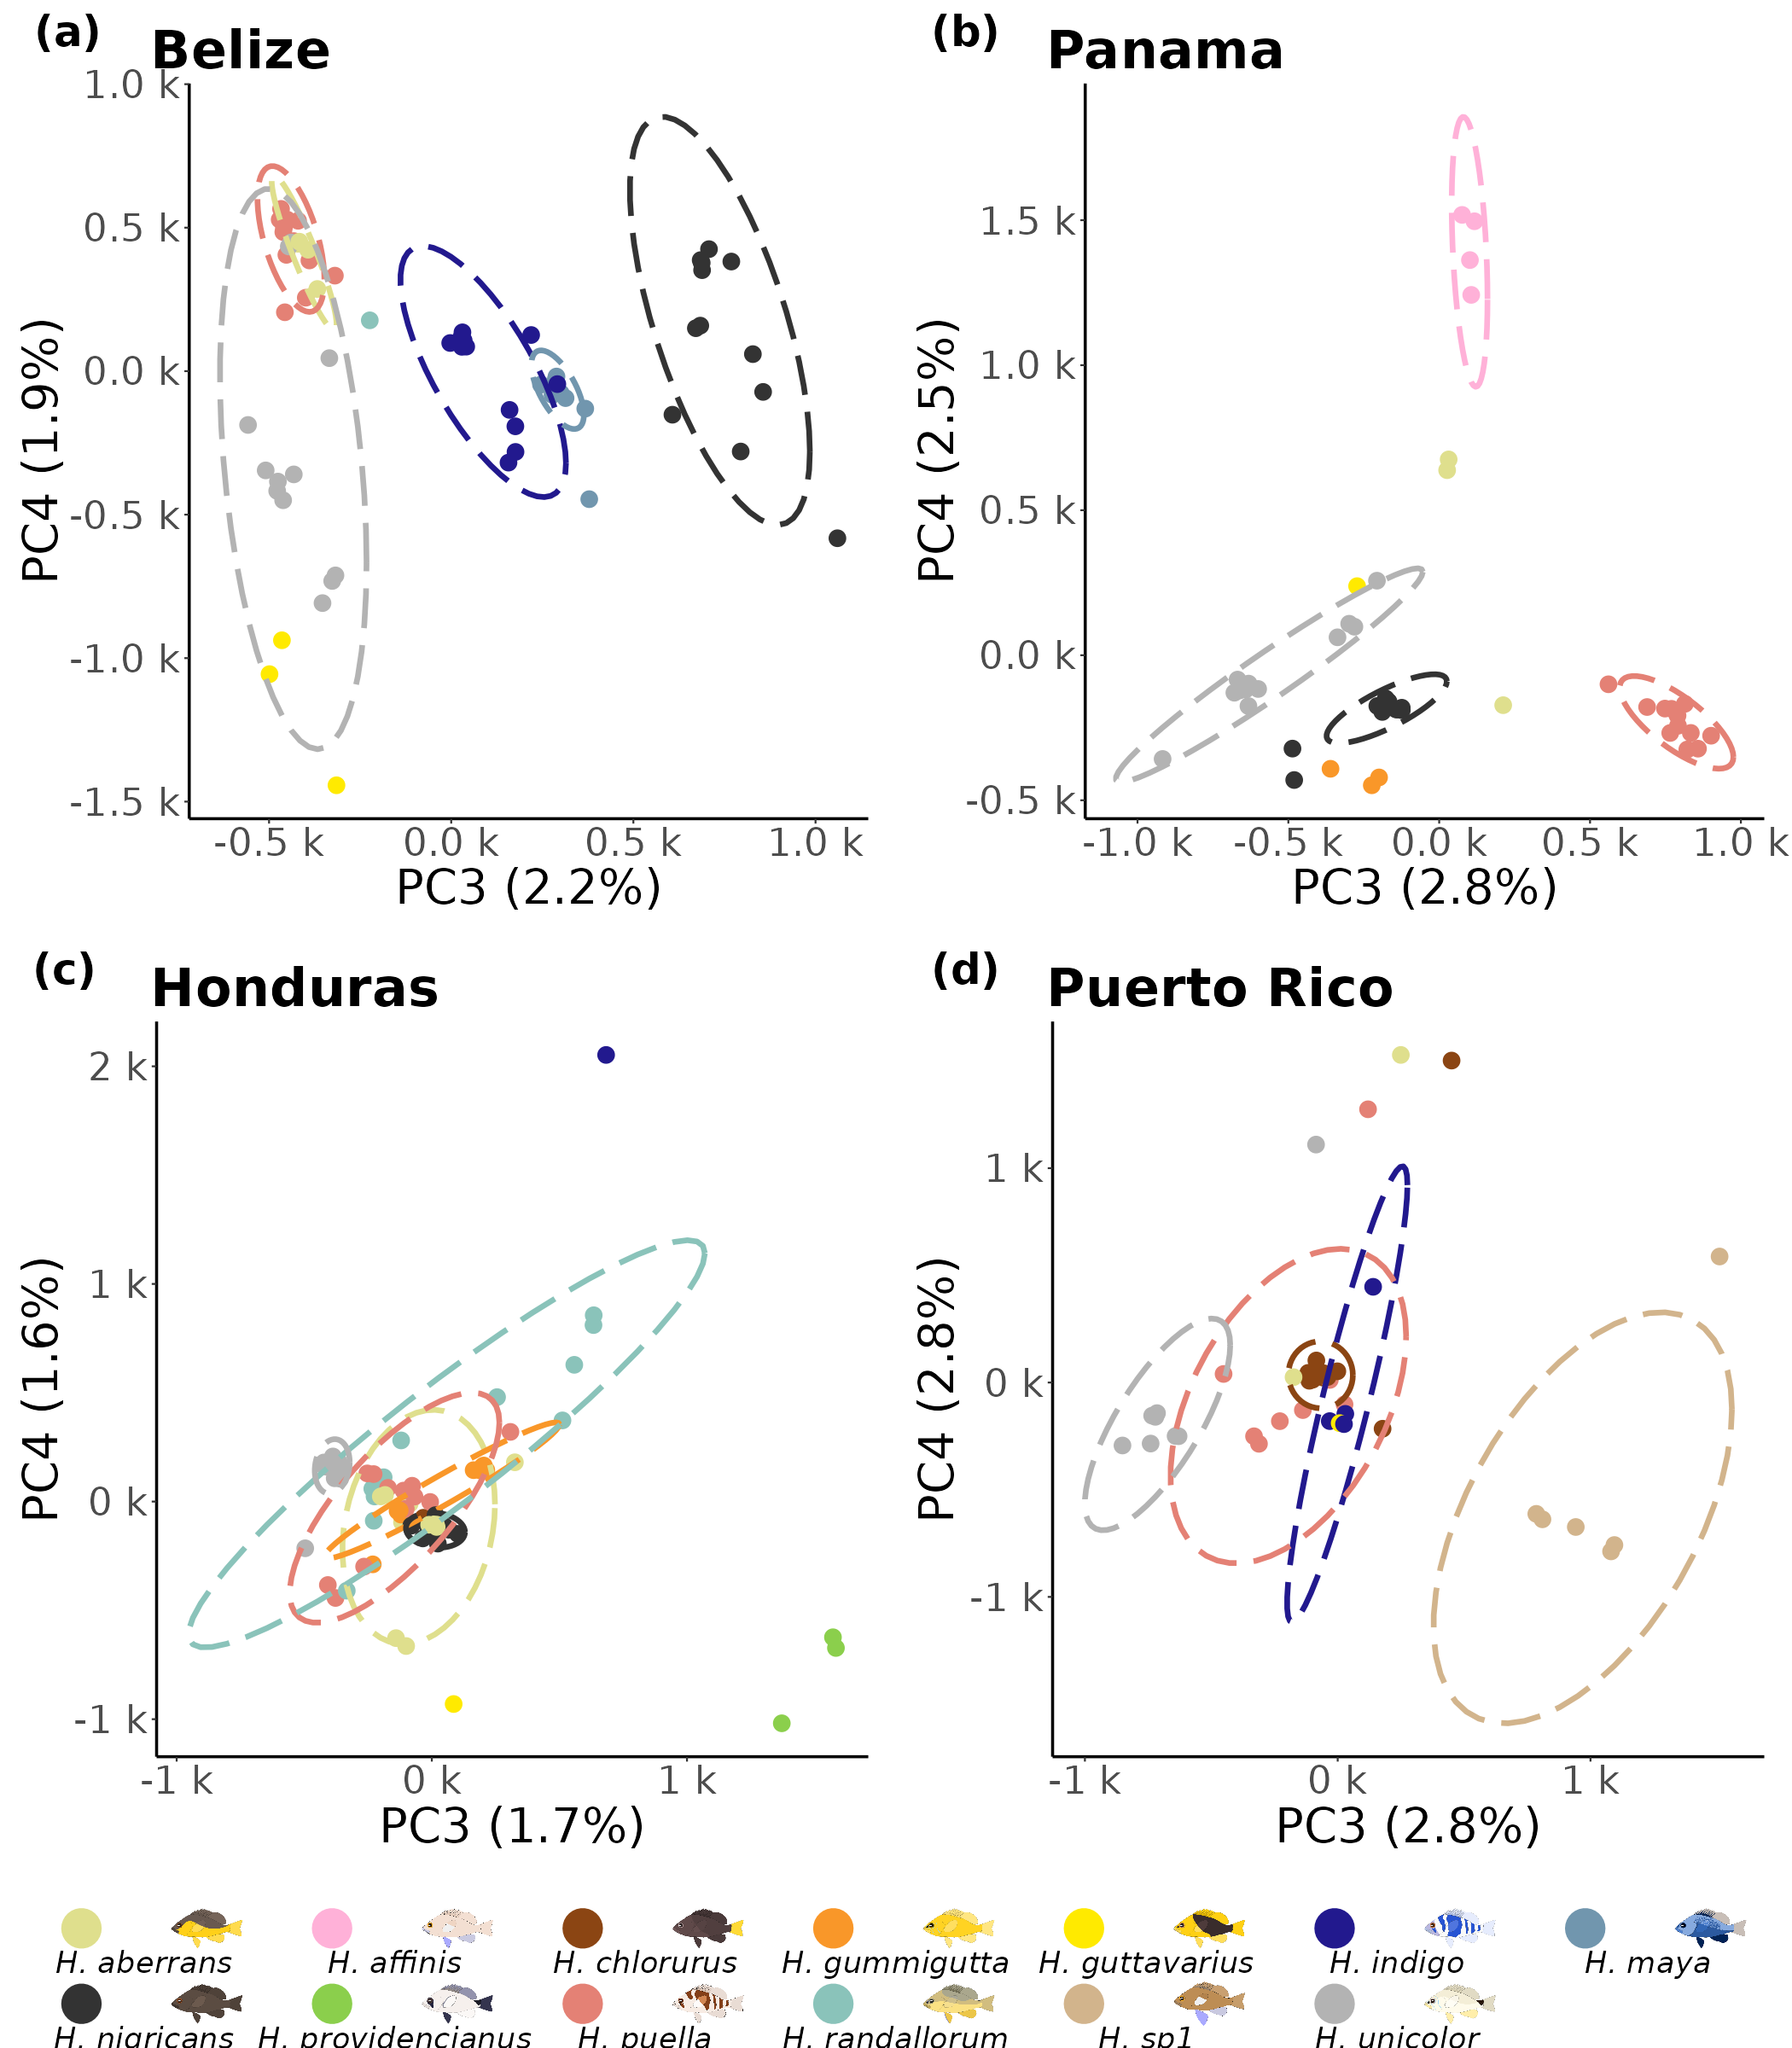 (a) Belize
1.0 k
0.5 k
0.0 k
-0.5 k
-1.0 k
-1.5 k
PC4 (1.9%)
-0.5 k 0.0 k 0.5 k 1.0 k
PC3 (2.2%)
(b) Panama
1.5 k
1.0 k
0.5 k
0.0 k
-0.5 k
PC4 (2.5%)
-1.0 k -0.5 k 0.0 k 0.5 k 1.0 k
PC3 (2.8%)
(c) Honduras
2 k
1 k
0 k
-1 k
PC4 (1.6%)
-1 k 0 k 1 k
PC3 (1.7%)
(d) Puerto Rico
1 k
0 k
-1 k
PC4 (2.8%)
-1 k 0 k 1 k
PC3 (2.8%)
H. aberrans H. affinis H. chlorurus H. gummigutta H. guttavarius H. indigo H. maya
H. nigricans H. providencianus H. puella H. randallorum H. sp1 H. unicolor